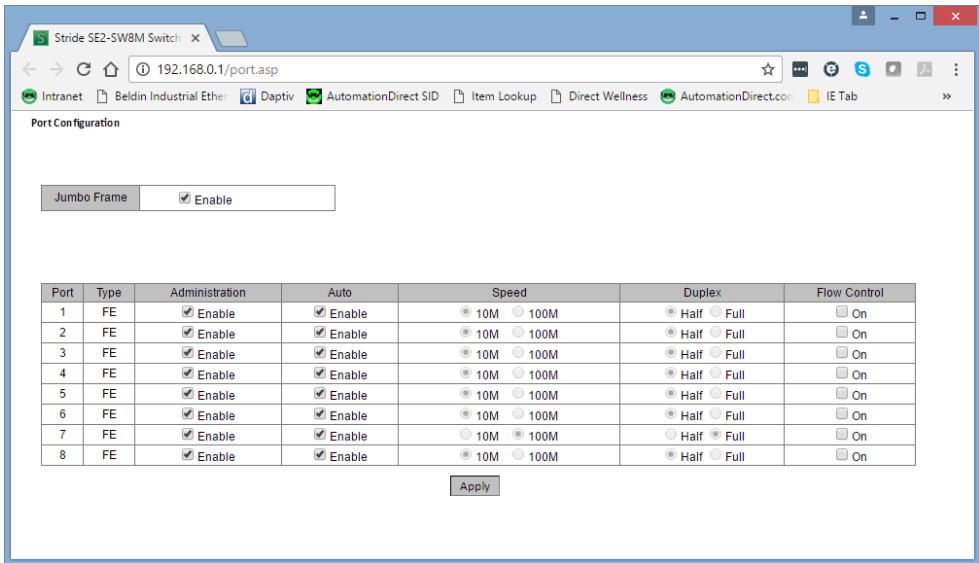 Stride SE2-SW8M Switch
192.168.0.1/port.asp
Intranet Beldin Industrial Ether Daptiv AutomationDirect SID Item Lookup Direct Wellness AutomationDirect.com IE Tab »
Port Configuration
Jumbo Frame Enable
Port Type Administration Auto Speed Duplex Flow Control
1 FE Enable Enable 10M 100M Half Full On
2 FE Enable Enable 10M 100M Half Full On
3 FE Enable Enable 10M 100M Half Full On
4 FE Enable Enable 10M 100M Half Full On
5 FE Enable Enable 10M 100M Half Full On
6 FE Enable Enable 10M 100M Half Full On
7 FE Enable Enable 10M 100M Half Full On
8 FE Enable Enable 10M 100M Half Full On
Apply